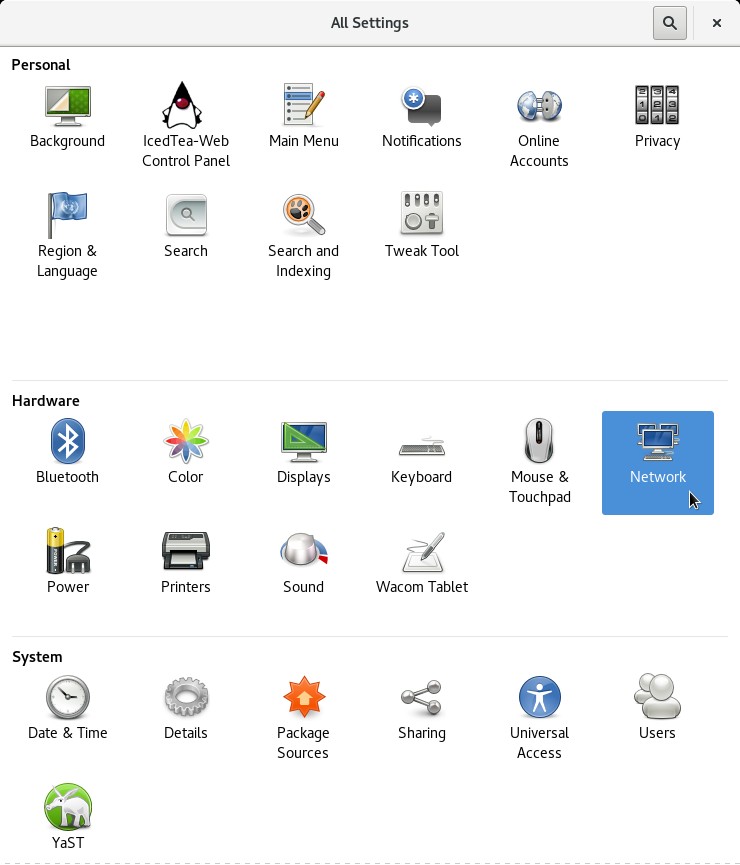 All Settings
Personal
Background
IcedTea-Web
Control Panel
Main Menu
Notifications
Online
Accounts
Privacy
Region &
Language
Search
Search and
Indexing
Tweak Tool
Hardware
Bluetooth
Color
Displays
Keyboard
Mouse &
Touchpad
Network
Power
Printers
Sound
Wacom Tablet
System
Date & Time
Details
Package
Sources
Sharing
Universal
Access
Users
YaST